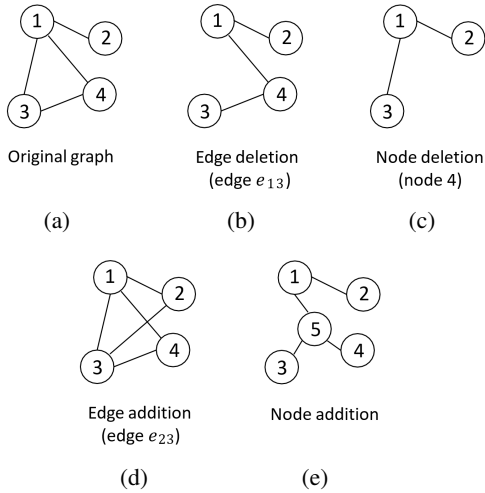 1 2
3 4
Original graph
(a)
1 2
3 4
Edge deletion
(edge e₁₃)
(b)
1 2
3
Node deletion
(node 4)
(c)
1 2
3 4
Edge addition
(edge e₂₃)
(d)
1 2
5
3 4
Node addition
(e)